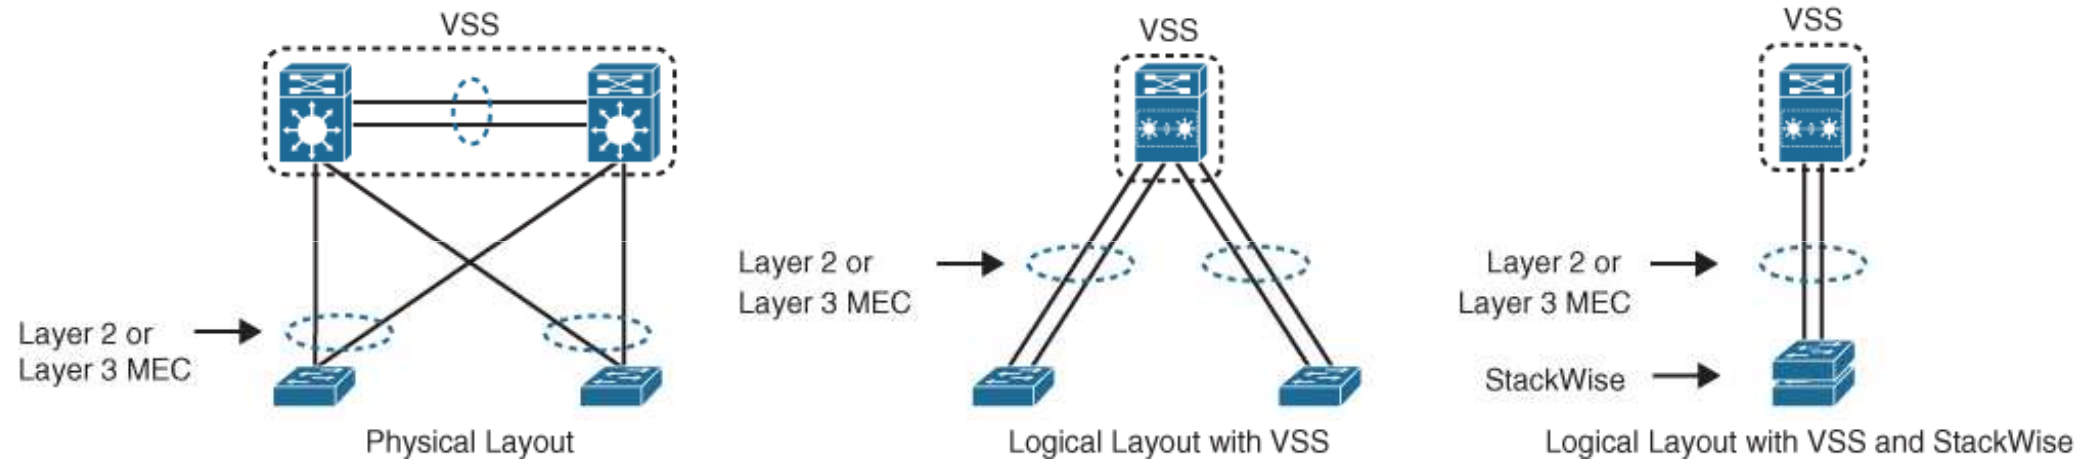 VSS
Layer 2 or
Layer 3 MEC
Physical Layout
VSS
Layer 2 or
Layer 3 MEC
Logical Layout with VSS
VSS
Layer 2 or
Layer 3 MEC
StackWise
Logical Layout with VSS and StackWise